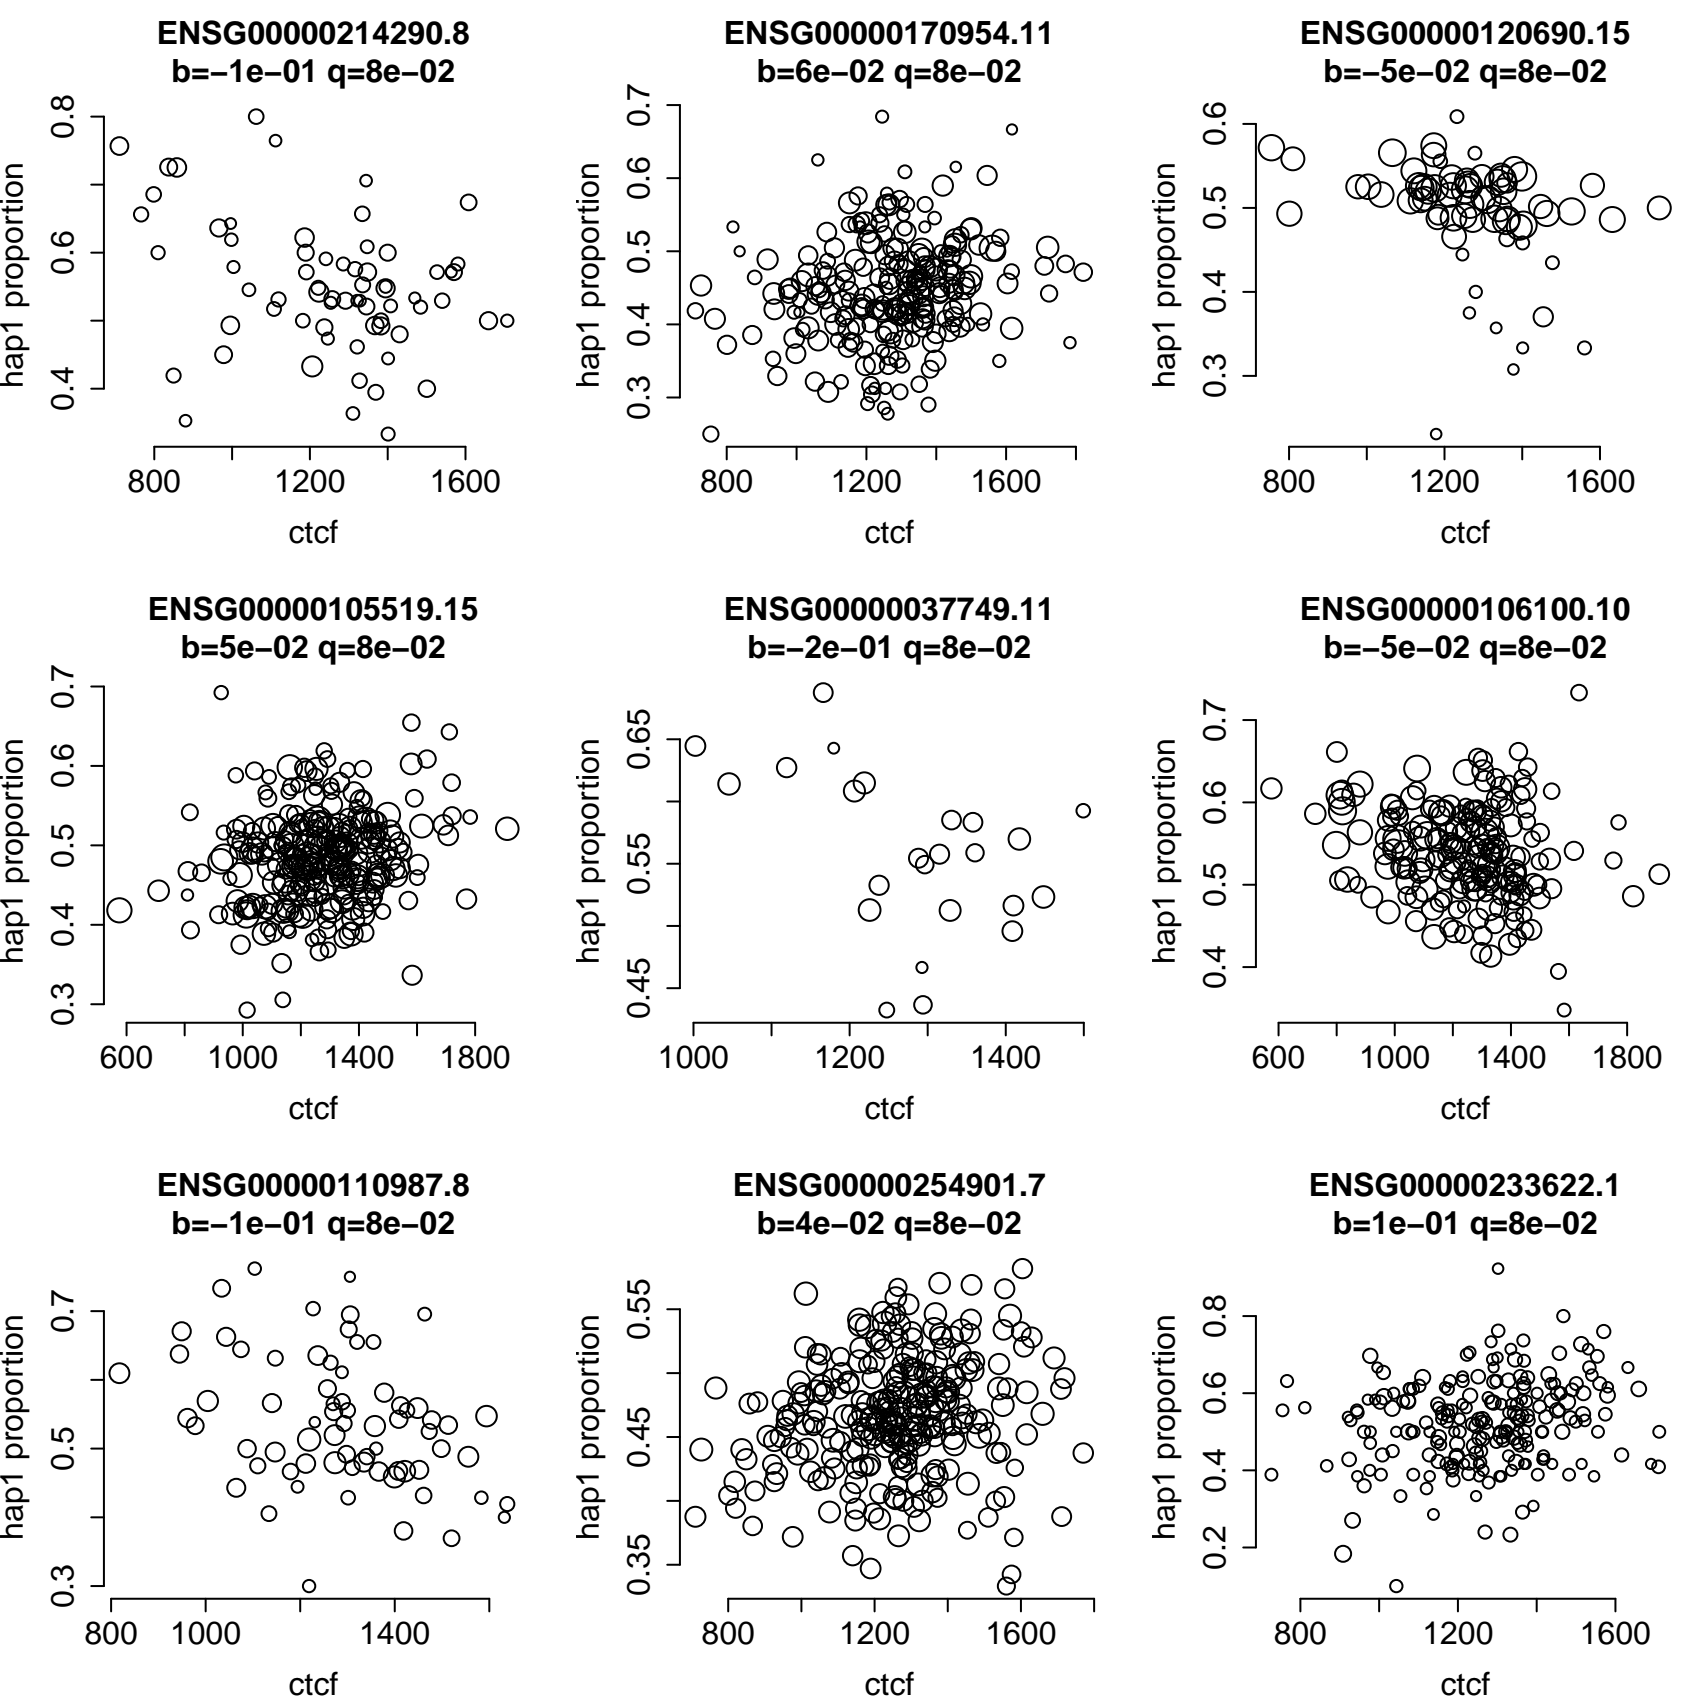 ENSG00000214290.8
b=−1e−01 q=8e−02
hap1 proportion
0.4 0.6 0.8
800 1200 1600
ctcf
ENSG00000170954.11
b=6e−02 q=8e−02
hap1 proportion
0.3 0.4 0.5 0.6 0.7
800 1200 1600
ctcf
ENSG00000120690.15
b=−5e−02 q=8e−02
hap1 proportion
0.3 0.4 0.5 0.6
800 1200 1600
ctcf
ENSG00000105519.15
b=5e−02 q=8e−02
hap1 proportion
0.3 0.4 0.5 0.6 0.7
600 1000 1400 1800
ctcf
ENSG00000037749.11
b=−2e−01 q=8e−02
hap1 proportion
0.45 0.55 0.65
1000 1200 1400
ctcf
ENSG00000106100.10
b=−5e−02 q=8e−02
hap1 proportion
0.4 0.5 0.6 0.7
600 1000 1400 1800
ctcf
ENSG00000110987.8
b=−1e−01 q=8e−02
hap1 proportion
0.3 0.5 0.7
800 1000 1400
ctcf
ENSG00000254901.7
b=4e−02 q=8e−02
hap1 proportion
0.35 0.45 0.55
800 1200 1600
ctcf
ENSG00000233622.1
b=1e−01 q=8e−02
hap1 proportion
0.2 0.4 0.6 0.8
800 1200 1600
ctcf